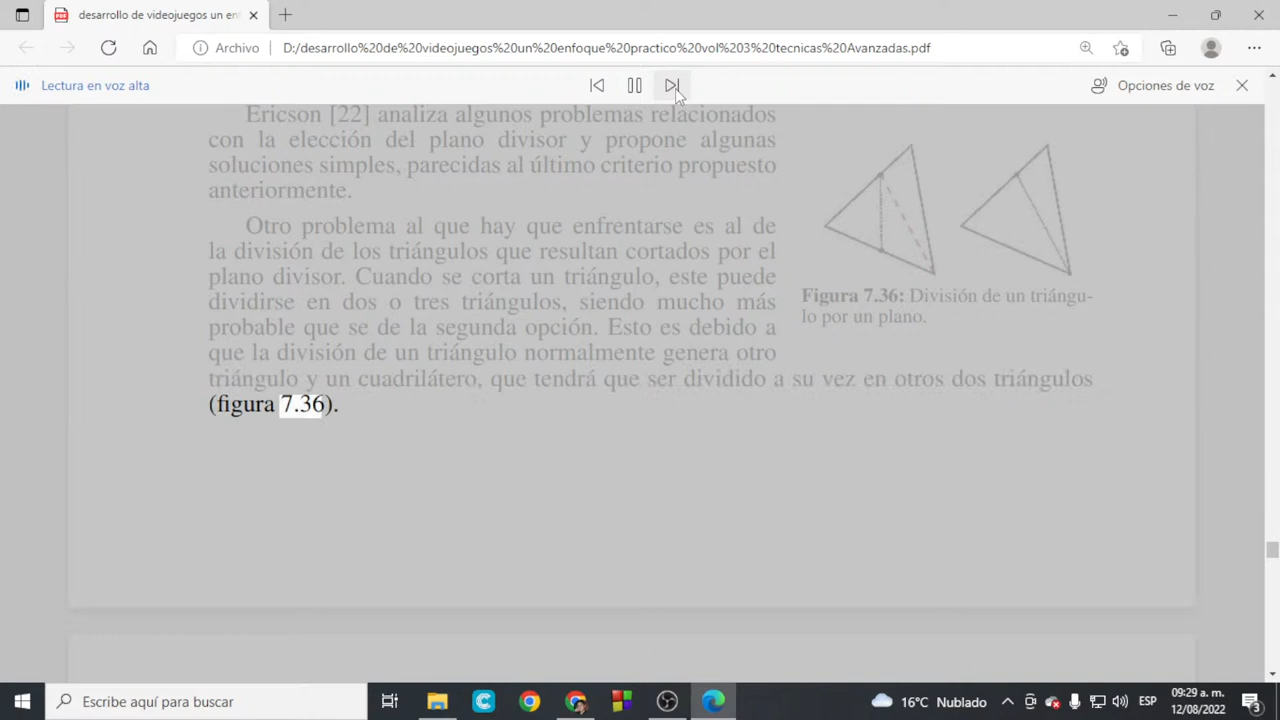 desarrollo de videojuegos un en
Archivo
D:/desarrollo%20de%20videojuegos%20un%20enfoque%20practico%20vol%203%20tecnicas%20Avanzadas.pdf
Lectura en voz alta
Opciones de voz
Ericson [22] analiza algunos problemas relacionados
con la elección del plano divisor y propone algunas
soluciones simples, parecidas al último criterio propuesto
anteriormente.
Otro problema al que hay que enfrentarse es al de
la división de los triángulos que resultan cortados por el
plano divisor. Cuando se corta un triángulo, este puede
dividirse en dos o tres triángulos, siendo mucho más
probable que se de la segunda opción. Esto es debido a
que la división de un triángulo normalmente genera otro
triángulo y un cuadrilátero, que tendrá que ser dividido a su vez en otros dos triángulos
(figura 7.36).
Figura 7.36: División de un triángu-
lo por un plano.
Escribe aquí para buscar
16°C Nublado
ESP
09:29 a. m.
12/08/2022
3